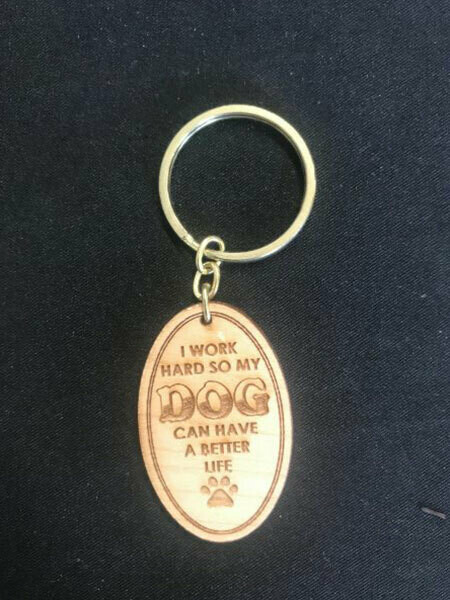 I WORK
HARD SO MY
DOG
CAN HAVE
A BETTER
LIFE